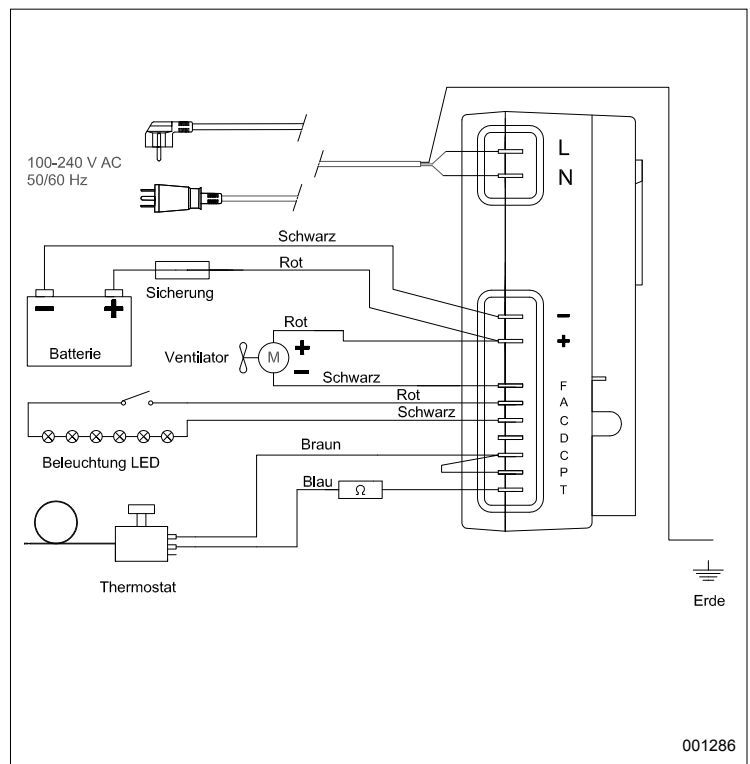 100-240 V AC
50/60 Hz
L
N
Schwarz
Rot
Sicherung
Batterie
Rot
Ventilator
M
Schwarz
Rot
Schwarz
Beleuchtung LED
Braun
Blau
Ω
Thermostat
− 
+
F
A
C
D
C
P
T
Erde
001286